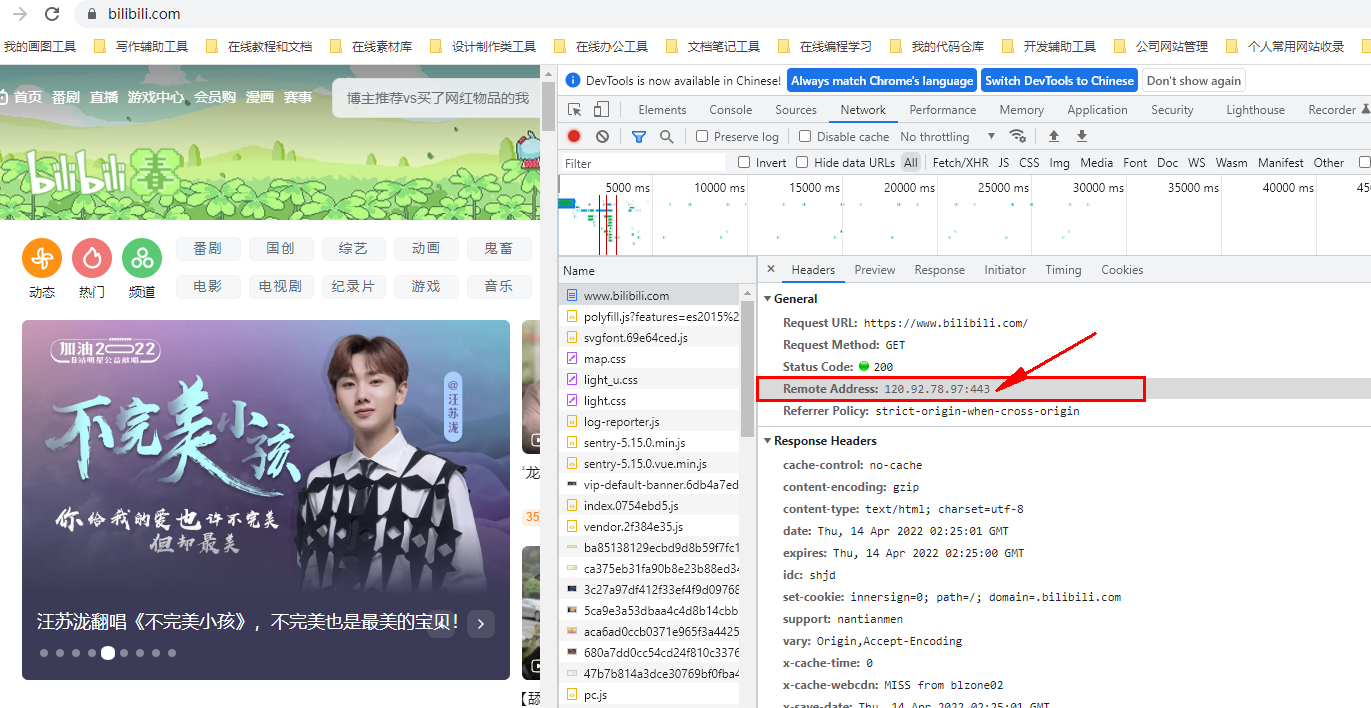 bilibili.com
我的画图工具 写作辅助工具 在线教程和文档 在线素材库 设计制作类工具 在线办公工具 文档笔记工具 在线编程学习 我的代码仓库 开发辅助工具 公司网站管理 个人常用网站收录
首页 番剧 直播 游戏中心 会员购 漫画 赛事 博主推荐vs买了网红物品的我
bilibili 春
动态 热门 频道
番剧 国创 综艺 动画 鬼畜
电影 电视剧 纪录片 游戏 音乐
加油2022
B站明星公益献唱
不完美小孩
@汪苏泷
你给我的爱也许不完美
但却最美
汪苏泷翻唱《不完美小孩》，不完美也是最美的宝贝！
35
DevTools is now available in Chinese! Always match Chrome's language Switch DevTools to Chinese Don't show again
Elements Console Sources Network Performance Memory Application Security Lighthouse Recorder
Preserve log Disable cache No throttling
Filter Invert Hide data URLs All Fetch/XHR JS CSS Img Media Font Doc WS Wasm Manifest Other
5000 ms 10000 ms 15000 ms 20000 ms 25000 ms 30000 ms 35000 ms 40000 ms 45
Name
www.bilibili.com
polyfill.js?features=es2015%2
svgfont.69e64ced.js
map.css
light_u.css
light.css
log-reporter.js
sentry-5.15.0.min.js
sentry-5.15.0.vue.min.js
vip-default-banner.6db4a7ed
index.0754ebd5.js
vendor.2f384e35.js
ba85138129ecbd9d8b59f7fc1
ca375eb31fa90b8e23b88ed34
3c27a97df412f33ef4f9d09768
5ca9e3a53dbaa4c4d8b14cbb
aca6ad0ccb0371e965f3a4425
680a7dd0cc54cd24f810c3376
47b7b814a3dce30769bf0fba4
pc.js
× Headers Preview Response Initiator Timing Cookies
General
Request URL: https://www.bilibili.com/
Request Method: GET
Status Code: 200
Remote Address: 120.92.78.97:443
Referrer Policy: strict-origin-when-cross-origin
Response Headers
cache-control: no-cache
content-encoding: gzip
content-type: text/html; charset=utf-8
date: Thu, 14 Apr 2022 02:25:01 GMT
expires: Thu, 14 Apr 2022 02:25:00 GMT
idc: shjd
set-cookie: innersign=0; path=/; domain=.bilibili.com
support: nantianmen
vary: Origin,Accept-Encoding
x-cache-time: 0
x-cache-webcdn: MISS from blzone02
x-save-date: Thu, 14 Apr 2022 02:25:01 GMT